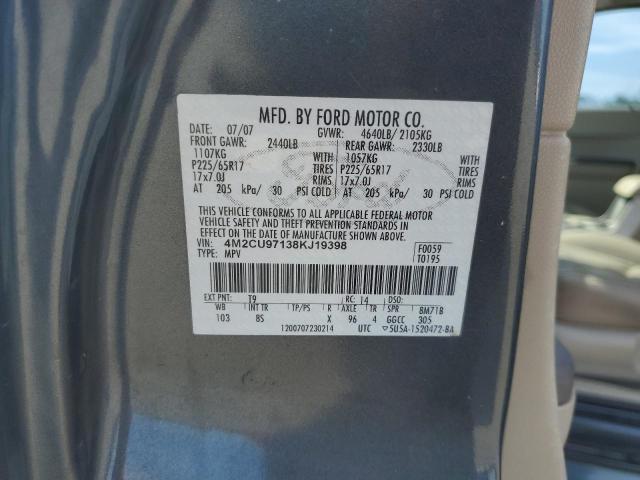 MFD. BY FORD MOTOR CO.
DATE: 07/07 GVWR: 4640LB/ 2105KG
FRONT GAWR: 2440LB REAR GAWR: 2330LB
1107KG WITH 1057KG WITH
P225/65R17 TIRES P225/65R17 TIRES
17x7.0J RIMS 17x7.0J RIMS
AT 205 kPa/ 30 PSI COLD AT 205 kPa/ 30 PSI COLD
THIS VEHICLE CONFORMS TO ALL APPLICABLE FEDERAL MOTOR
VEHICLE SAFETY AND THEFT PREVENTION STANDARDS IN EFFECT
ON THE DATE OF MANUFACTURE SHOWN ABOVE.
VIN: 4M2CU97138KJ19398 F0059
TYPE: MPV T0195
EXT PNT: T9 RC: 14 DSO:
WB INT TR TP/PS R AXLE TR SPR BM71B
103 8S X 96 4 GGCC 305
1200707230214 UTC 5U5A-1520472-BA
Ford